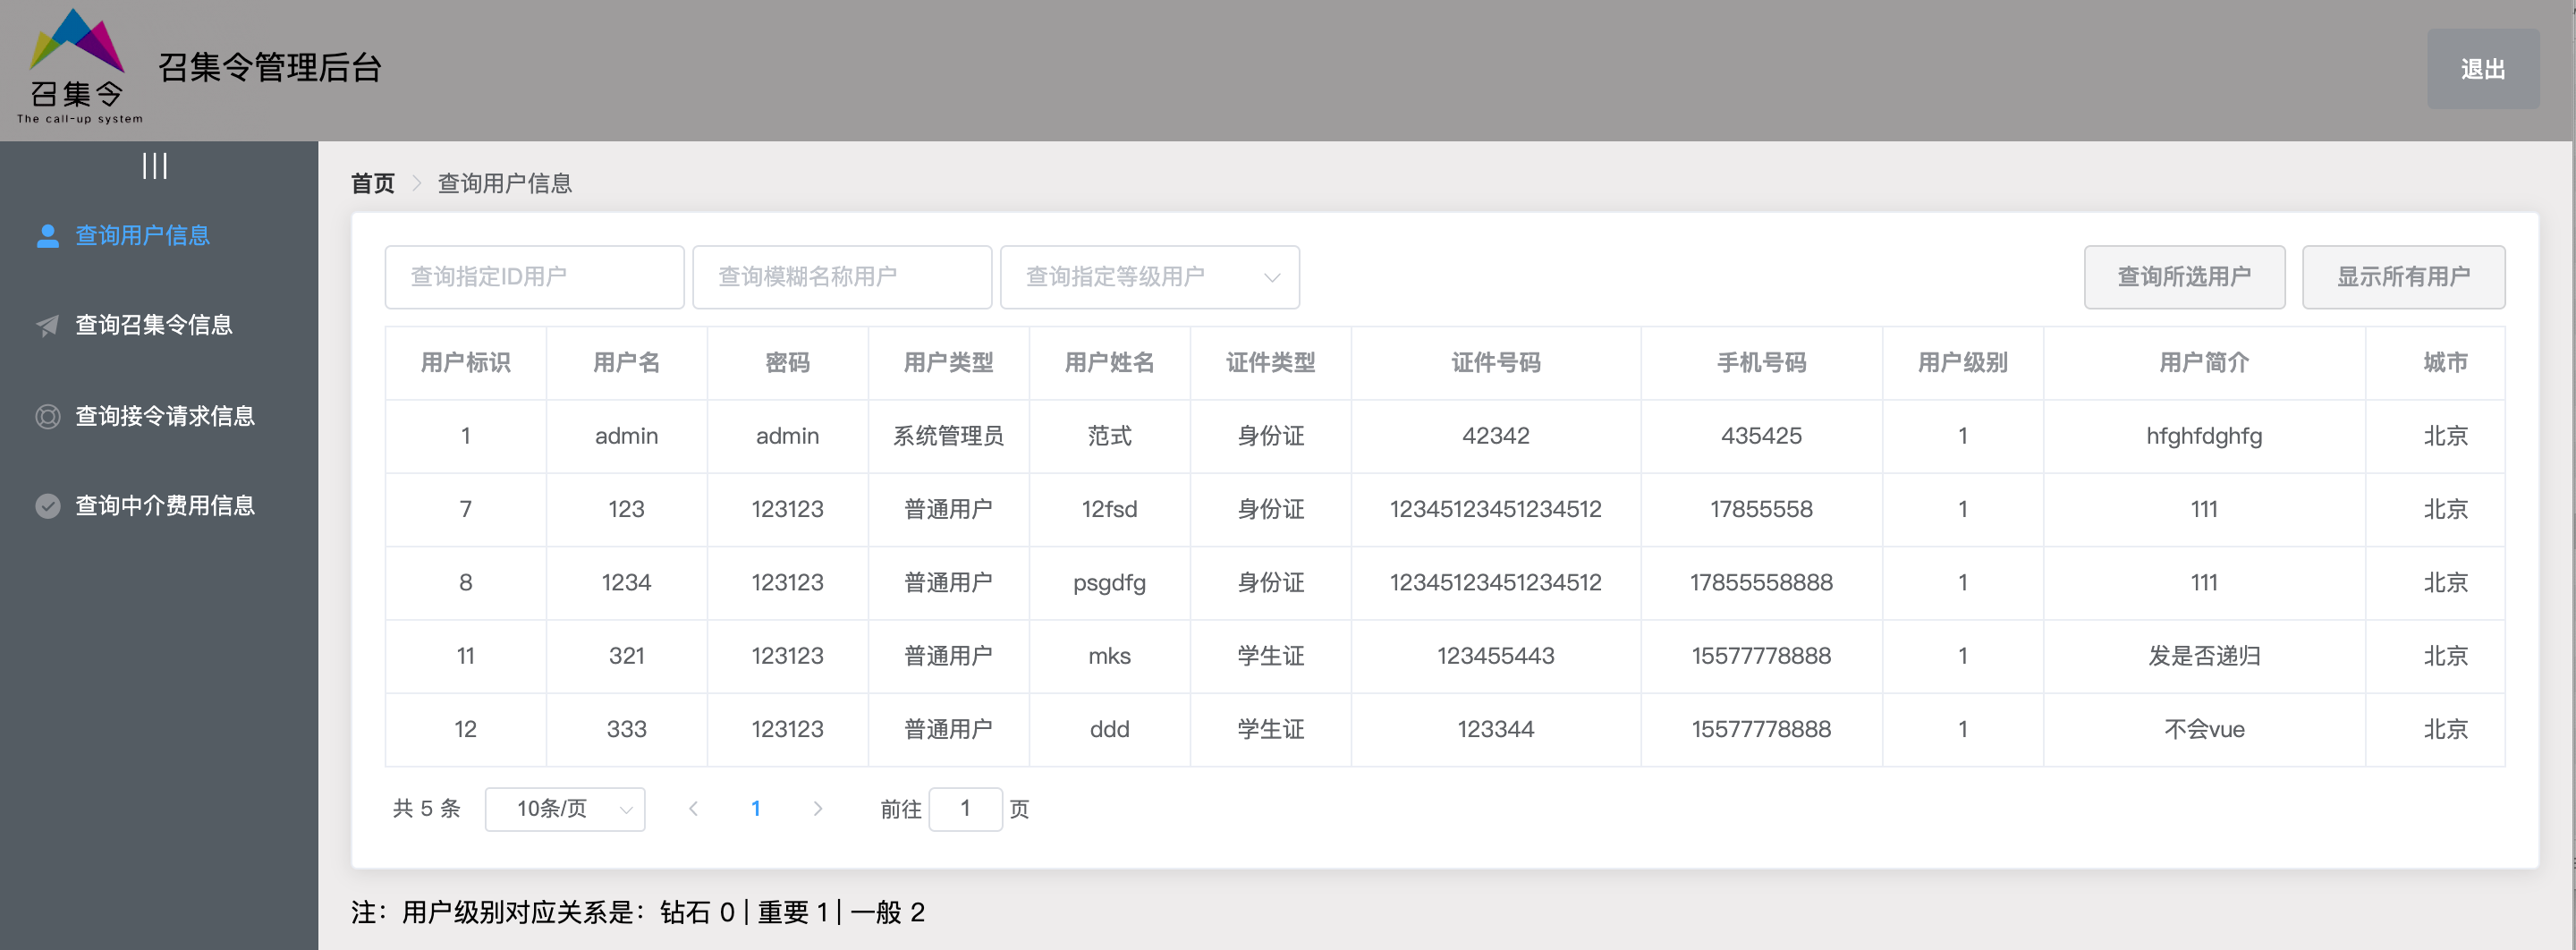 召集令
The call-up system
召集令管理后台
退出
查询用户信息
查询召集令信息
查询接令请求信息
查询中介费用信息
首页 查询用户信息
查询指定ID用户 查询模糊名称用户 查询指定等级用户 查询所选用户 显示所有用户
用户标识 用户名 密码 用户类型 用户姓名 证件类型 证件号码 手机号码 用户级别 用户简介 城市
1 admin admin 系统管理员 范式 身份证 42342 435425 1 hfghfdghfg 北京
7 123 123123 普通用户 12fsd 身份证 12345123451234512 17855558 1 111 北京
8 1234 123123 普通用户 psgdfg 身份证 12345123451234512 17855558888 1 111 北京
11 321 123123 普通用户 mks 学生证 123455443 15577778888 1 发是否递归 北京
12 333 123123 普通用户 ddd 学生证 123344 15577778888 1 不会vue 北京
共 5 条 10条/页 1 前往 1 页
注：用户级别对应关系是：钻石 0 | 重要 1 | 一般 2